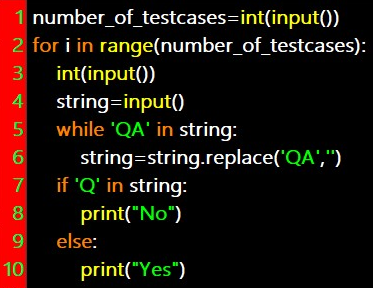 1 number_of_testcases=int(input())
2 for i in range(number_of_testcases):
3     int(input())
4     string=input()
5     while 'QA' in string:
6         string=string.replace('QA','')
7     if 'Q' in string:
8         print("No")
9     else:
10         print("Yes")